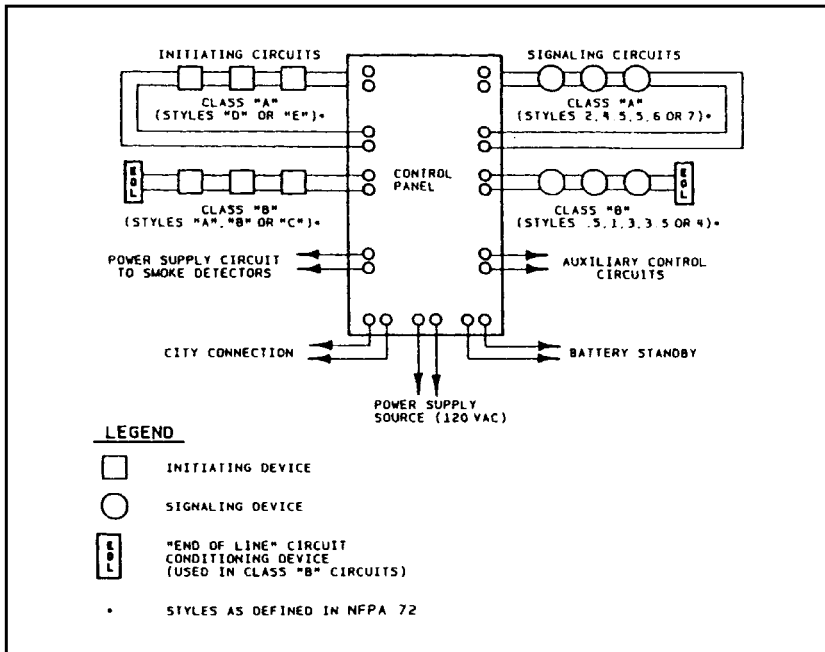 INITIATING CIRCUITS
CLASS "A"
(STYLES "D" OR "E")*
EOL
CLASS "B"
(STYLES "A", "B" OR "C")*
POWER SUPPLY CIRCUIT
TO SMOKE DETECTORS
CITY CONNECTION
CONTROL
PANEL
SIGNALING CIRCUITS
CLASS "A"
(STYLES 2, 4.5, 5, 6 OR 7)*
EOL
CLASS "B"
(STYLES .5, 1, 3, 3.5 OR 4)*
AUXILIARY CONTROL
CIRCUITS
BATTERY STANDBY
POWER SUPPLY
SOURCE (120 VAC)
LEGEND
INITIATING DEVICE
SIGNALING DEVICE
EOL
"END OF LINE" CIRCUIT
CONDITIONING DEVICE
(USED IN CLASS "B" CIRCUITS)
* STYLES AS DEFINED IN NFPA 72